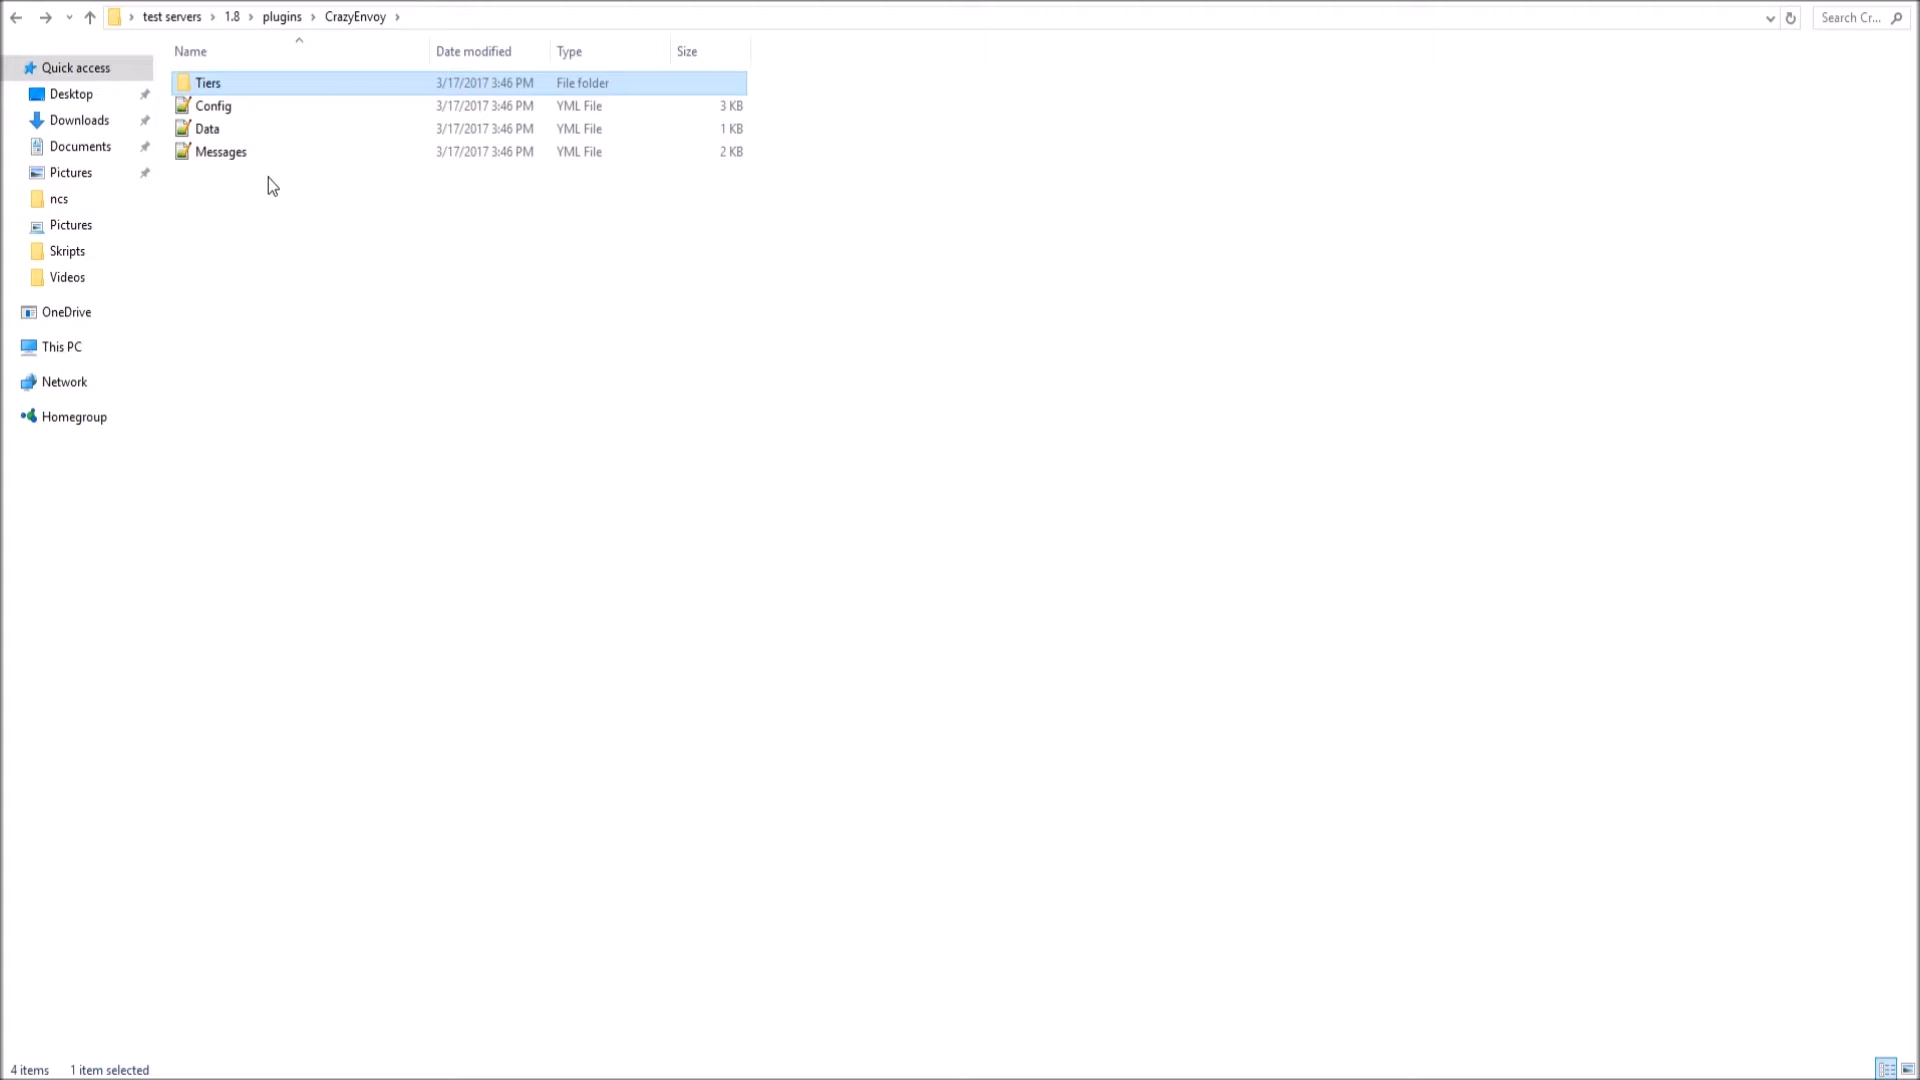 test servers > 1.8 > plugins > CrazyEnvoy >
Search Cr...
Name Date modified Type Size
Quick access
Desktop
Downloads
Documents
Pictures
ncs
Pictures
Skripts
Videos
OneDrive
This PC
Network
Homegroup
Tiers 3/17/2017 3:46 PM File folder
Config 3/17/2017 3:46 PM YML File 3 KB
Data 3/17/2017 3:46 PM YML File 1 KB
Messages 3/17/2017 3:46 PM YML File 2 KB
4 items 1 item selected